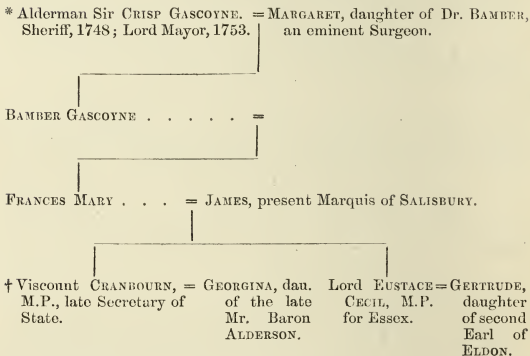 * Alderman Sir CRISP GASCOYNE. = MARGARET, daughter of Dr. BAMBER,
Sheriff, 1748; Lord Mayor, 1753. an eminent Surgeon.
BAMBER GASCOYNE . . . . . =
FRANCES MARY . . . = JAMES, present Marquis of SALISBURY.
† Viscount CRANBOURN, = GEORGINA, dau. Lord EUSTACE = GERTRUDE,
M.P., late Secretary of of the late CECIL, M.P. daughter
State. Mr. Baron for Essex. of second
ALDERSON. Earl of
ELDON.